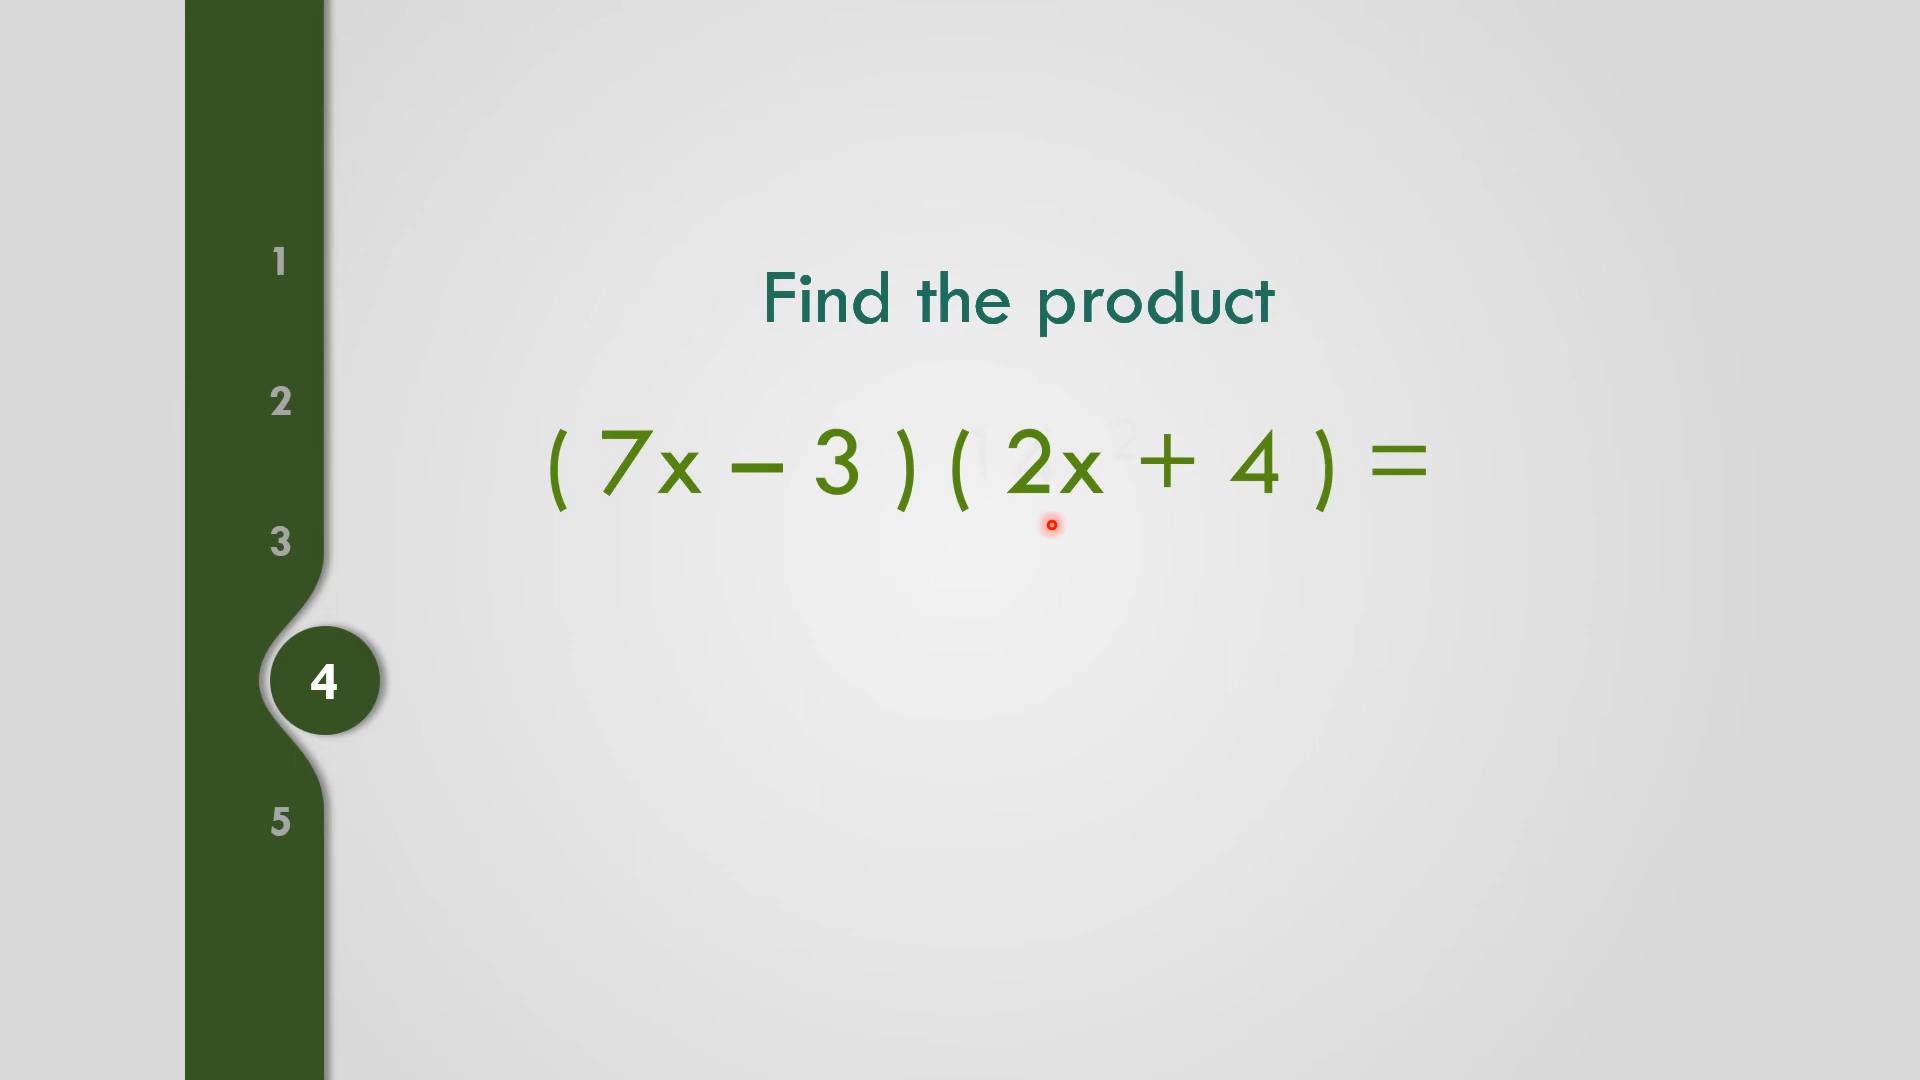 1
2
3
4
5
Find the product
( 7x – 3 ) ( 2x + 4 ) =